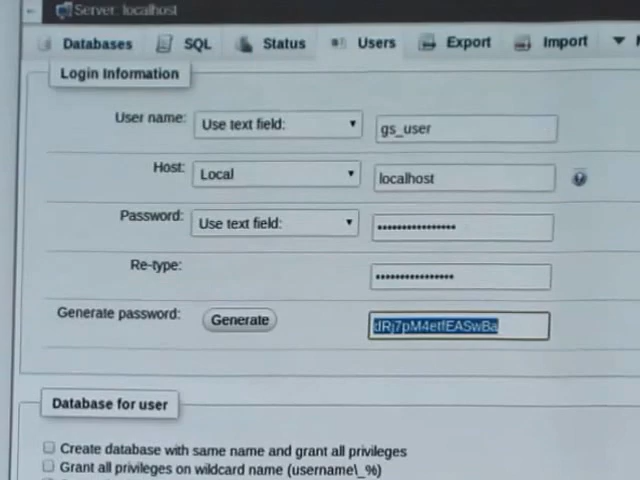 Server: localhost
Databases SQL Status Users Export Import
Login Information
User name: Use text field: gs_user
Host: Local localhost
Password: Use text field: ••••••••••••••••
Re-type: ••••••••••••••••
Generate password: Generate dRj7pM4etfEASwBa
Database for user
Create database with same name and grant all privileges
Grant all privileges on wildcard name (username\_%)